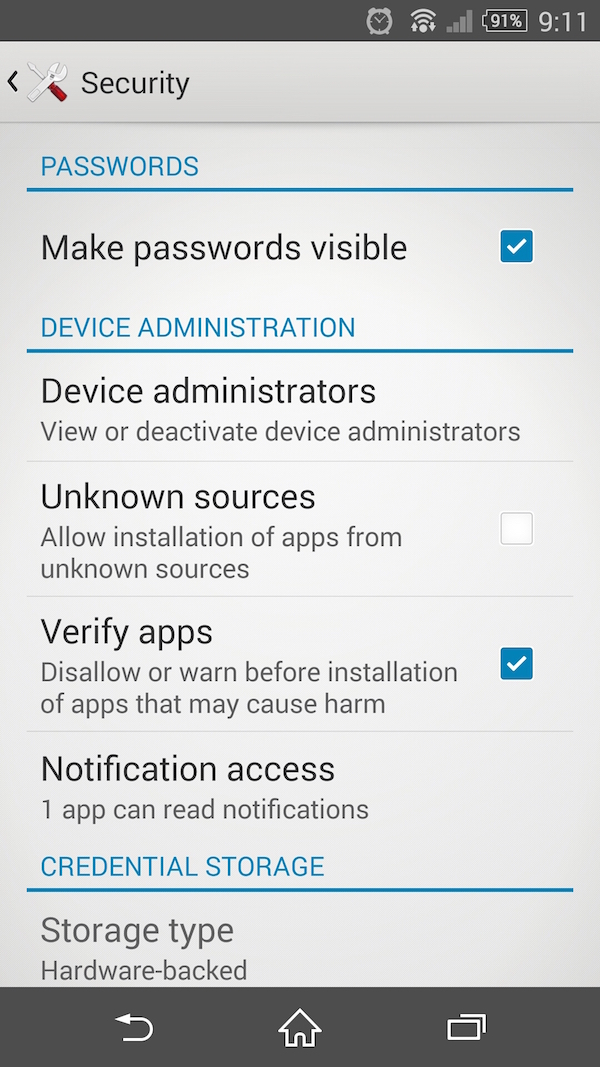 91% 9:11
Security
PASSWORDS
Make passwords visible
DEVICE ADMINISTRATION
Device administrators
View or deactivate device administrators
Unknown sources
Allow installation of apps from
unknown sources
Verify apps
Disallow or warn before installation
of apps that may cause harm
Notification access
1 app can read notifications
CREDENTIAL STORAGE
Storage type
Hardware-backed